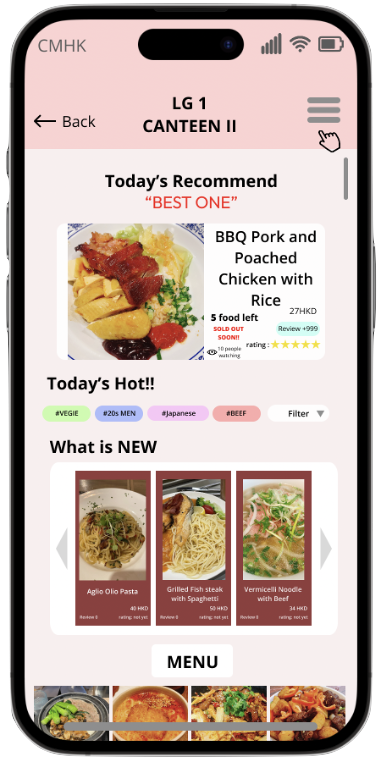 CMHK
LG 1
CANTEEN II
Back
Today's Recommend
“BEST ONE”
BBQ Pork and
Poached
Chicken with
Rice
27HKD
5 food left
SOLD OUT
SOON!!
Review +999
10 people
watching
rating :
Today's Hot!!
#VEGIE
#20s MEN
#Japanese
#BEEF
Filter
What is NEW
Aglio Olio Pasta
40 HKD
Review 0
rating: not yet
Grilled Fish steak
with Spaghetti
50 HKD
Review 0
rating: not yet
Vermicelli Noodle
with Beef
34 HKD
Review 0
rating: not yet
MENU